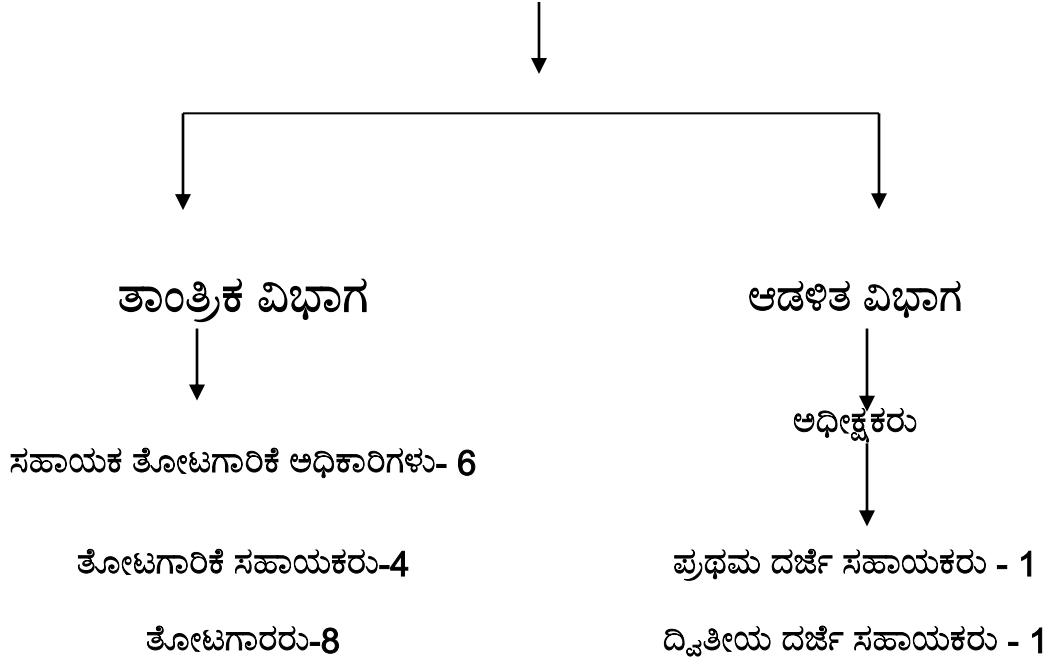 ತಾಂತ್ರಿಕ ವಿಭಾಗ
ಸಹಾಯಕ ತೋಟಗಾರಿಕೆ ಅಧಿಕಾರಿಗಳು- 6
ತೋಟಗಾರಿಕೆ ಸಹಾಯಕರು-4
ತೋಟಗಾರರು-8
ಆಡಳಿತ ವಿಭಾಗ
ಅಧೀಕ್ಷಕರು
ಪ್ರಥಮ ದರ್ಜೆ ಸಹಾಯಕರು - 1
ದ್ವಿತೀಯ ದರ್ಜೆ ಸಹಾಯಕರು - 1